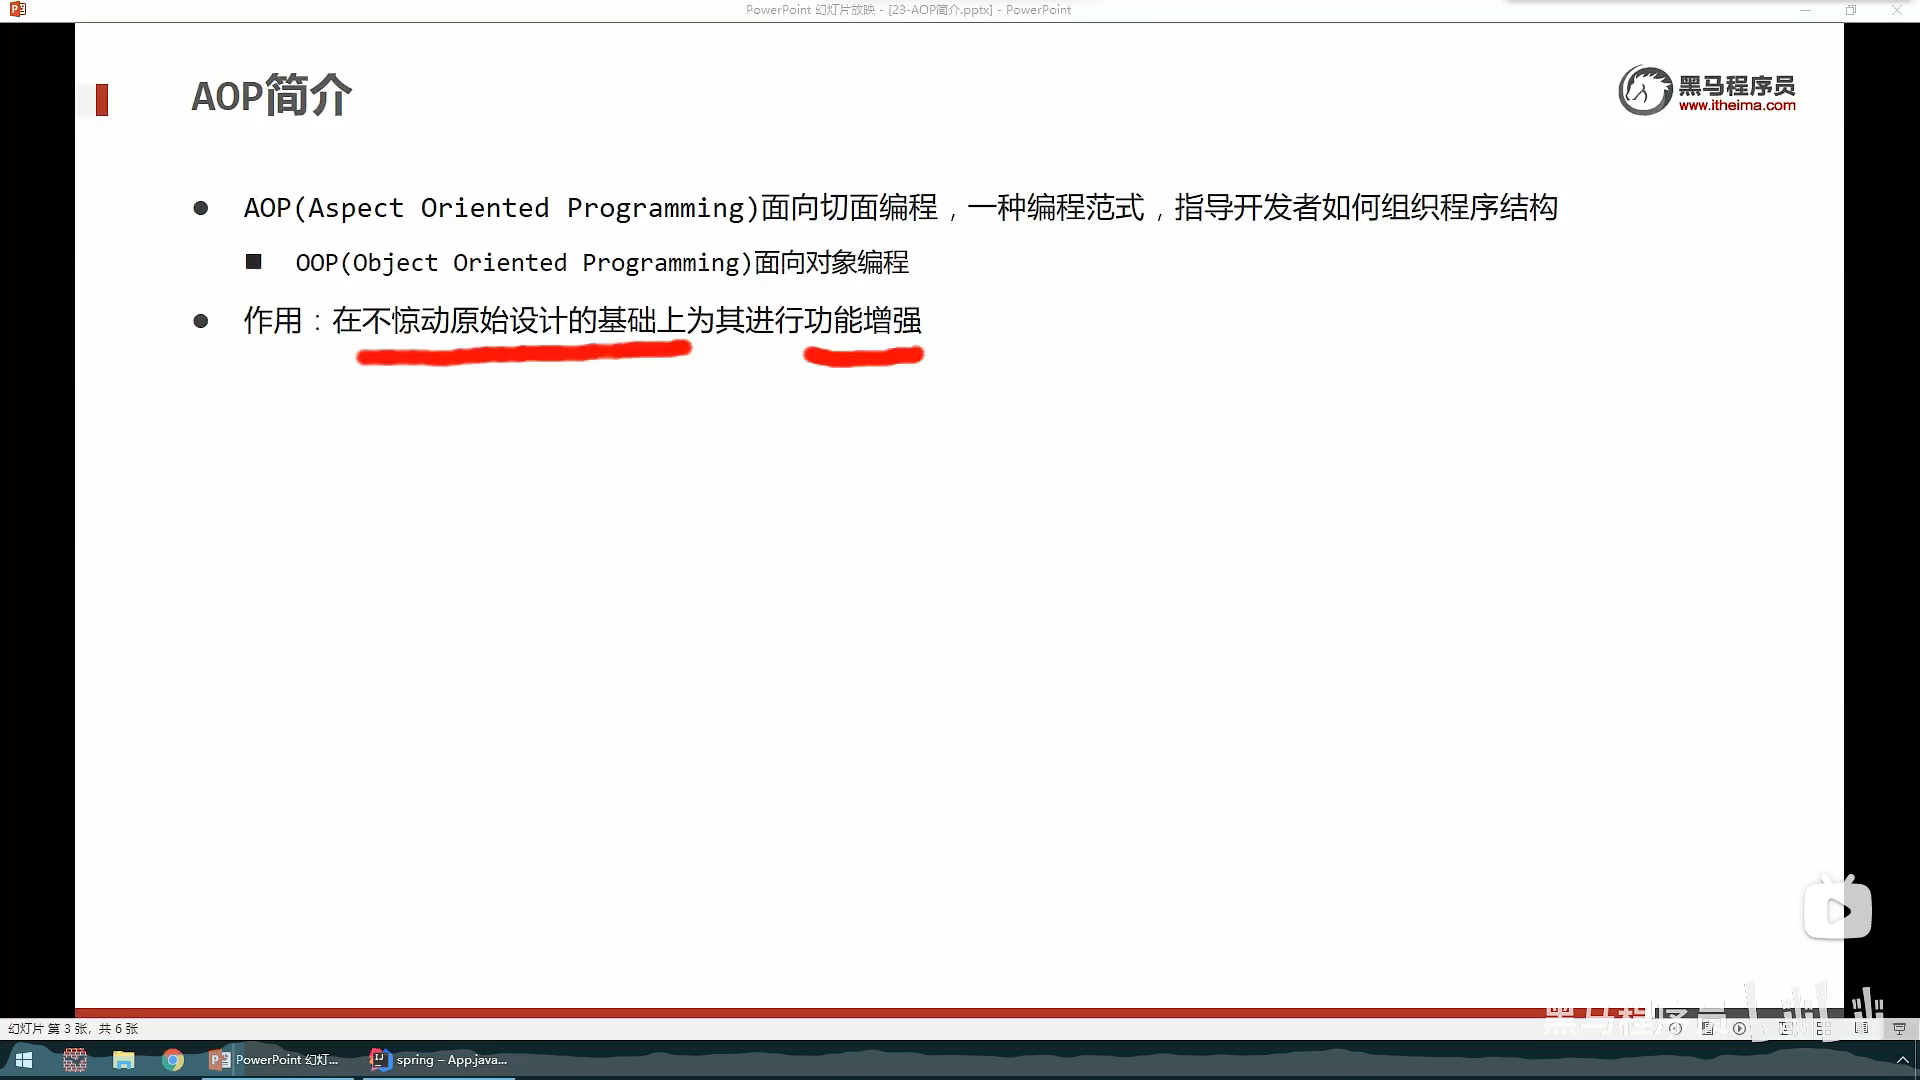 PowerPoint 幻灯片放映 - [23-AOP简介.pptx] - PowerPoint
AOP简介
黑马程序员
www.itheima.com
AOP(Aspect Oriented Programming)面向切面编程，一种编程范式，指导开发者如何组织程序结构
OOP(Object Oriented Programming)面向对象编程
作用：在不惊动原始设计的基础上为其进行功能增强
黑马程序员
幻灯片 第 3 张，共 6 张
PowerPoint 幻灯...
spring – App.java...